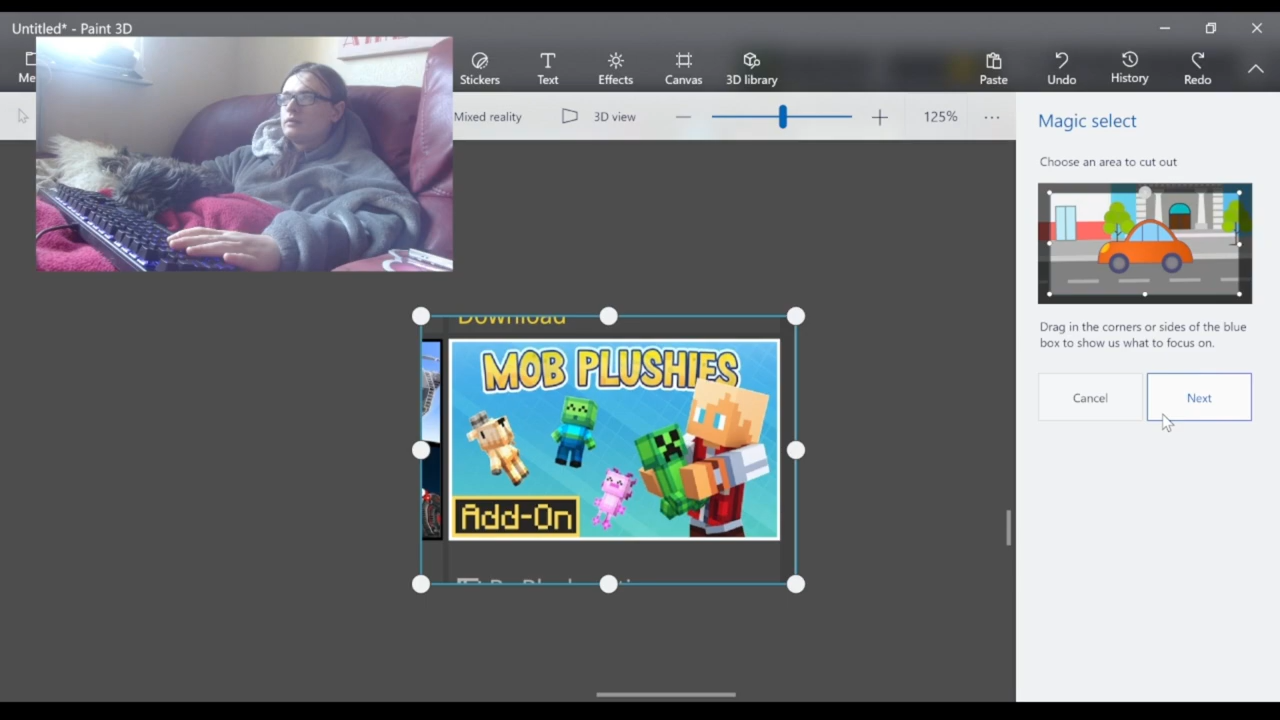 Untitled* - Paint 3D
Me
Stickers
Text
Effects
Canvas
3D library
Paste
Undo
History
Redo
Mixed reality
3D view
125%
Magic select
Choose an area to cut out
Drag in the corners or sides of the blue
box to show us what to focus on.
Cancel
Next
Download
MOB PLUSHIES
Add-On